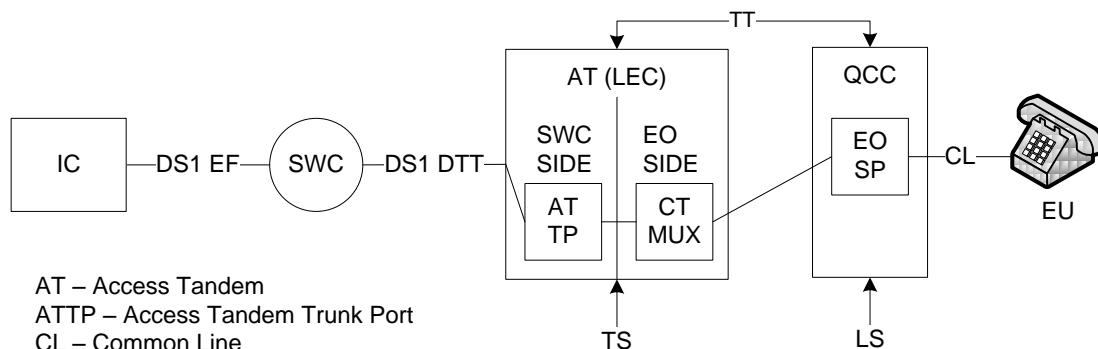 TT
AT (LEC)
QCC
SWC
SIDE
EO
SIDE
IC
DS1 EF
SWC
DS1 DTT
AT
TP
CT
MUX
EO
SP
CL
EU
AT – Access Tandem
ATTP – Access Tandem Trunk Port
CL – Common Line
TS
LS